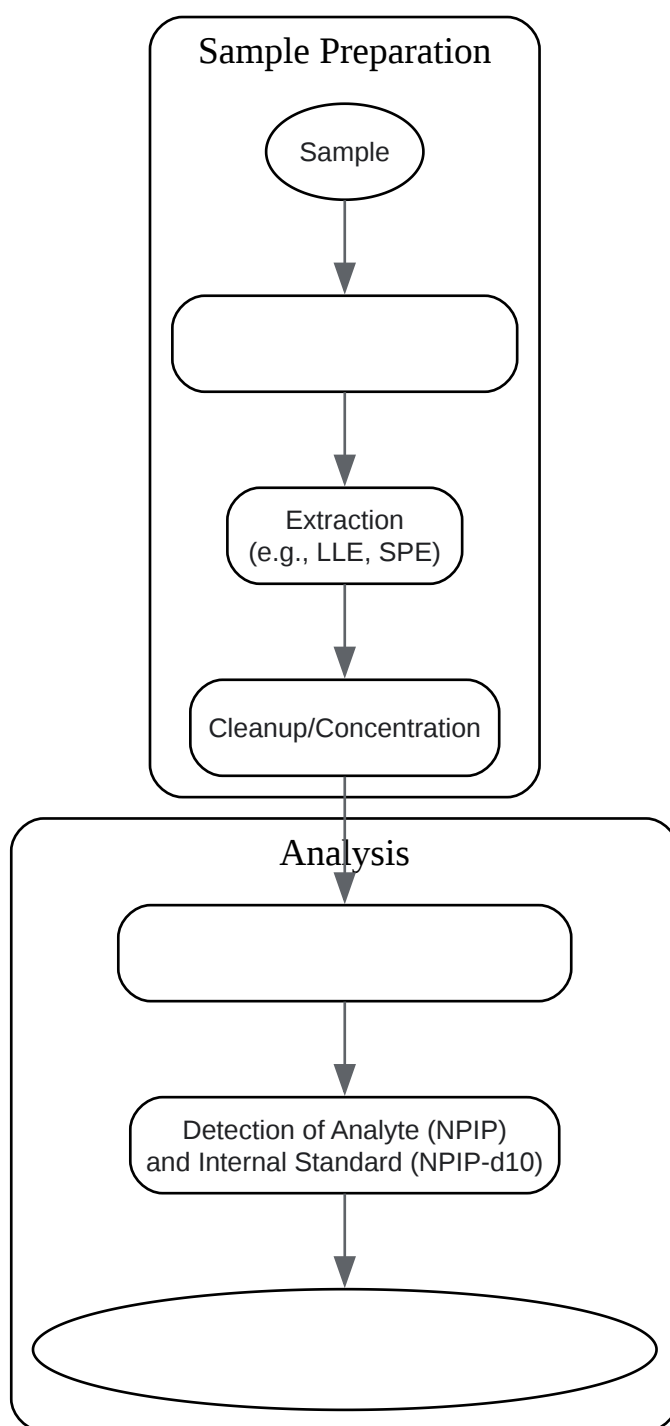 Sample Preparation
Sample
Extraction
(e.g., LLE, SPE)
Cleanup/Concentration
Analysis
Detection of Analyte (NPIP)
and Internal Standard (NPIP-d10)